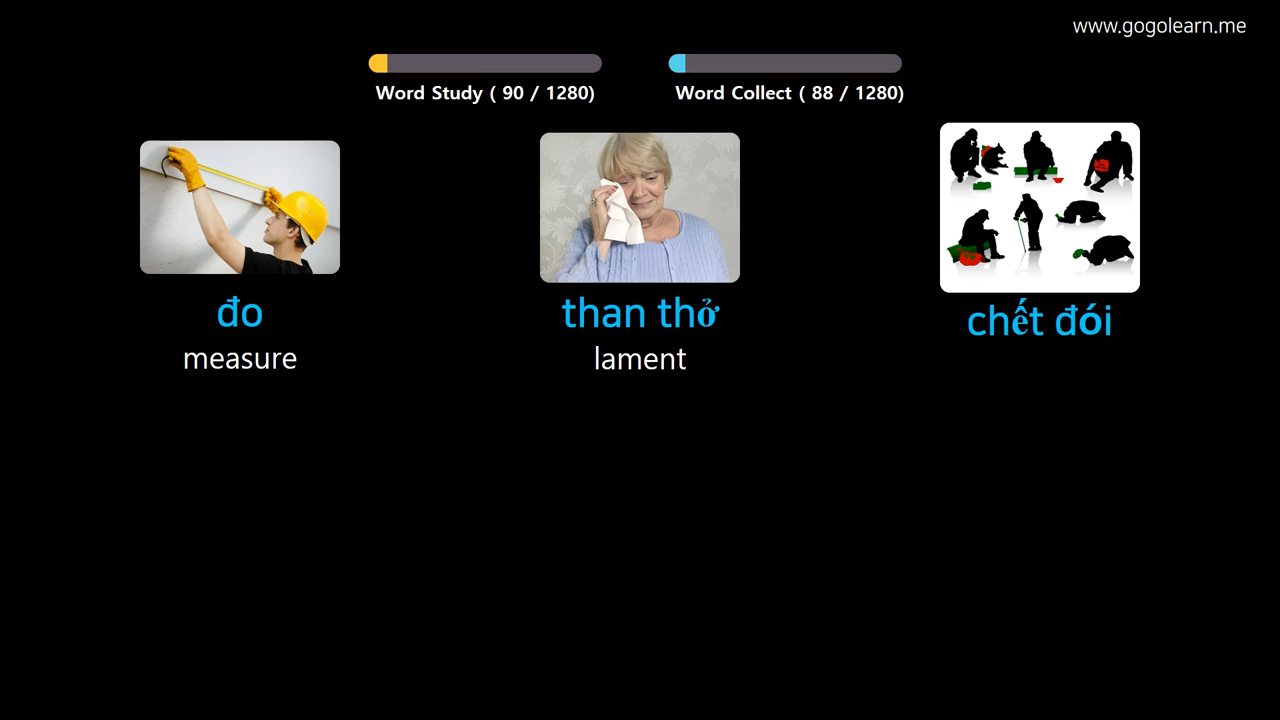 www.gogolearn.me
Word Study ( 90 / 1280)
Word Collect ( 88 / 1280)
đo
measure
than thở
lament
chết đói